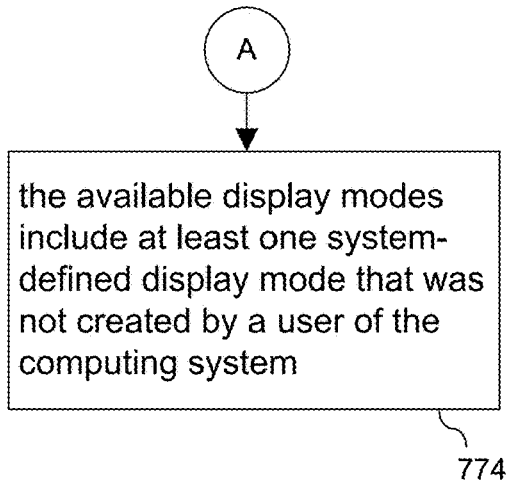 A
the available display modes
include at least one system-
defined display mode that was
not created by a user of the
computing system
774